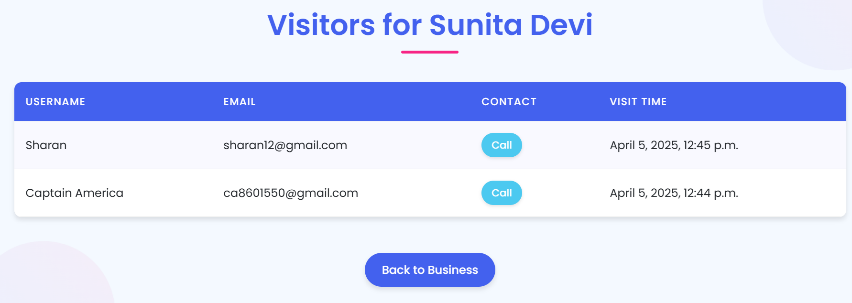 Visitors for Sunita Devi
USERNAME EMAIL CONTACT VISIT TIME
Sharan sharan12@gmail.com Call April 5, 2025, 12:45 p.m.
Captain America ca8601550@gmail.com Call April 5, 2025, 12:44 p.m.
Back to Business